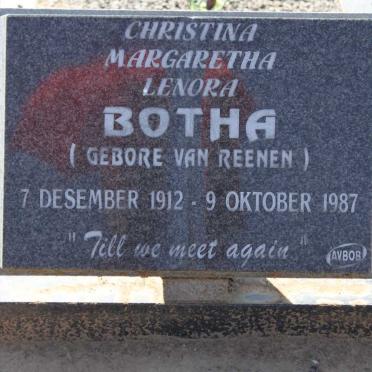 CHRISTINA
MARGARETHA
LENORA
BOTHA
( GEBORE VAN REENEN )
7 DESEMBER 1912 - 9 OKTOBER 1987
"Till we meet again"
AVBOB